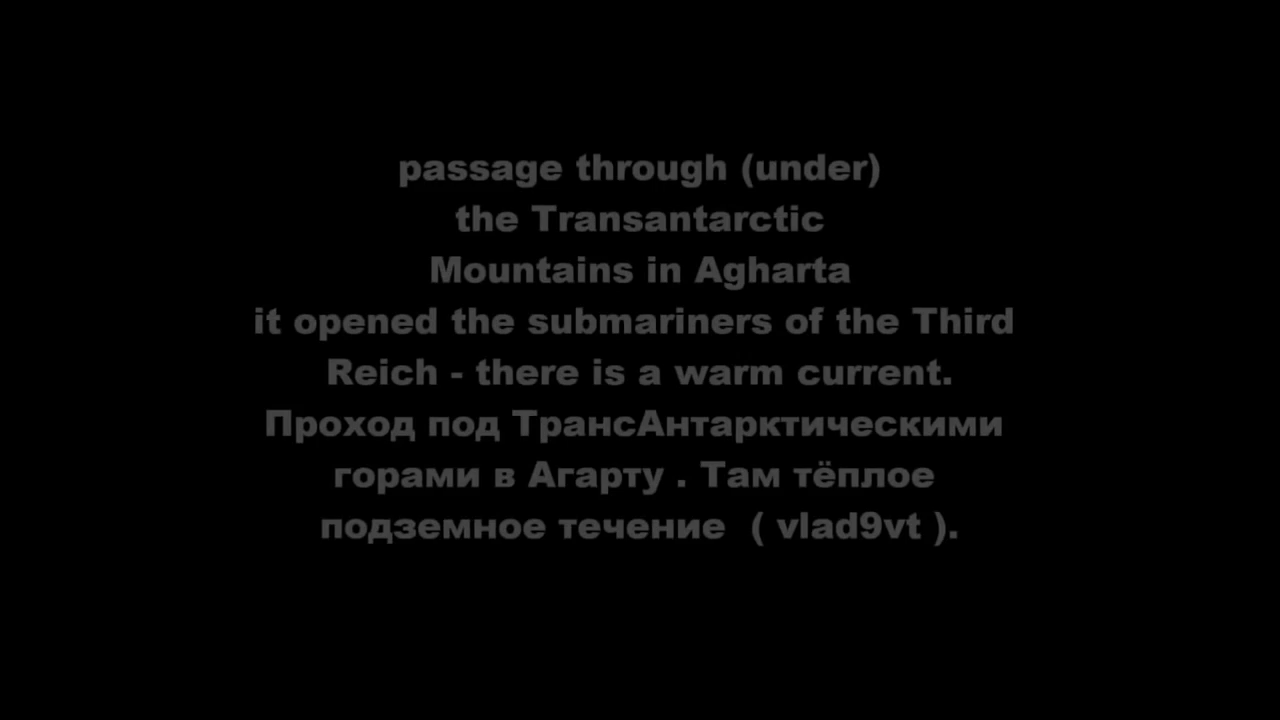 passage through (under)
the Transantarctic
Mountains in Agharta
it opened the submariners of the Third
Reich - there is a warm current.
Проход под ТрансАнтарктическими
горами в Агарту . Там тёплое
подземное течение ( vlad9vt ).